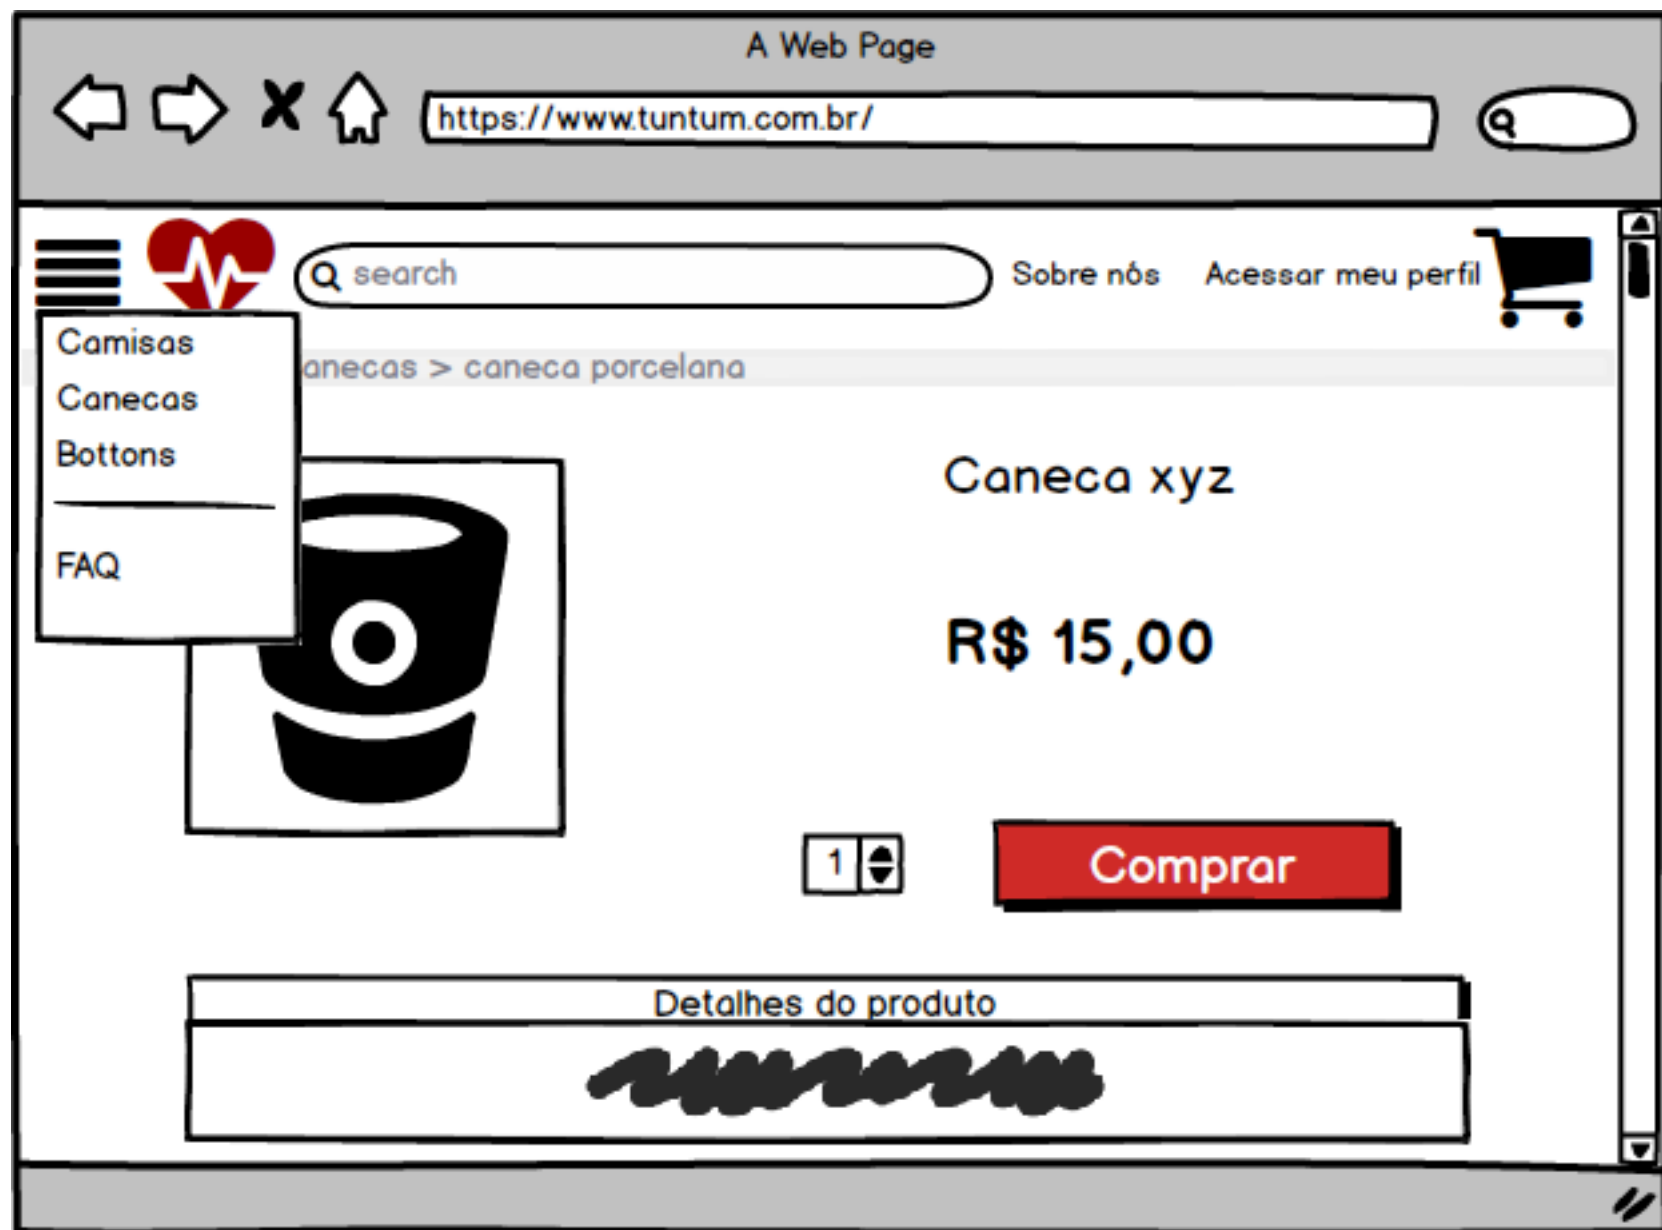 A Web Page
https://www.tuntum.com.br/
search
Sobre nós
Acessar meu perfil
Camisas
anecas > caneca porcelana
Canecas
Bottons
FAQ
Caneca xyz
R$ 15,00
1
Comprar
Detalhes do produto